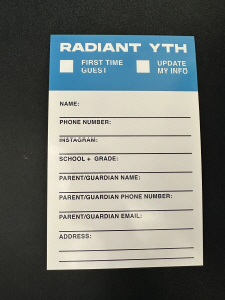 RADIANT YTH
FIRST TIME GUEST
UPDATE MY INFO
NAME:
PHONE NUMBER:
INSTAGRAM:
SCHOOL + GRADE:
PARENT/GUARDIAN NAME:
PARENT/GUARDIAN PHONE NUMBER:
PARENT/GUARDIAN EMAIL:
ADDRESS: